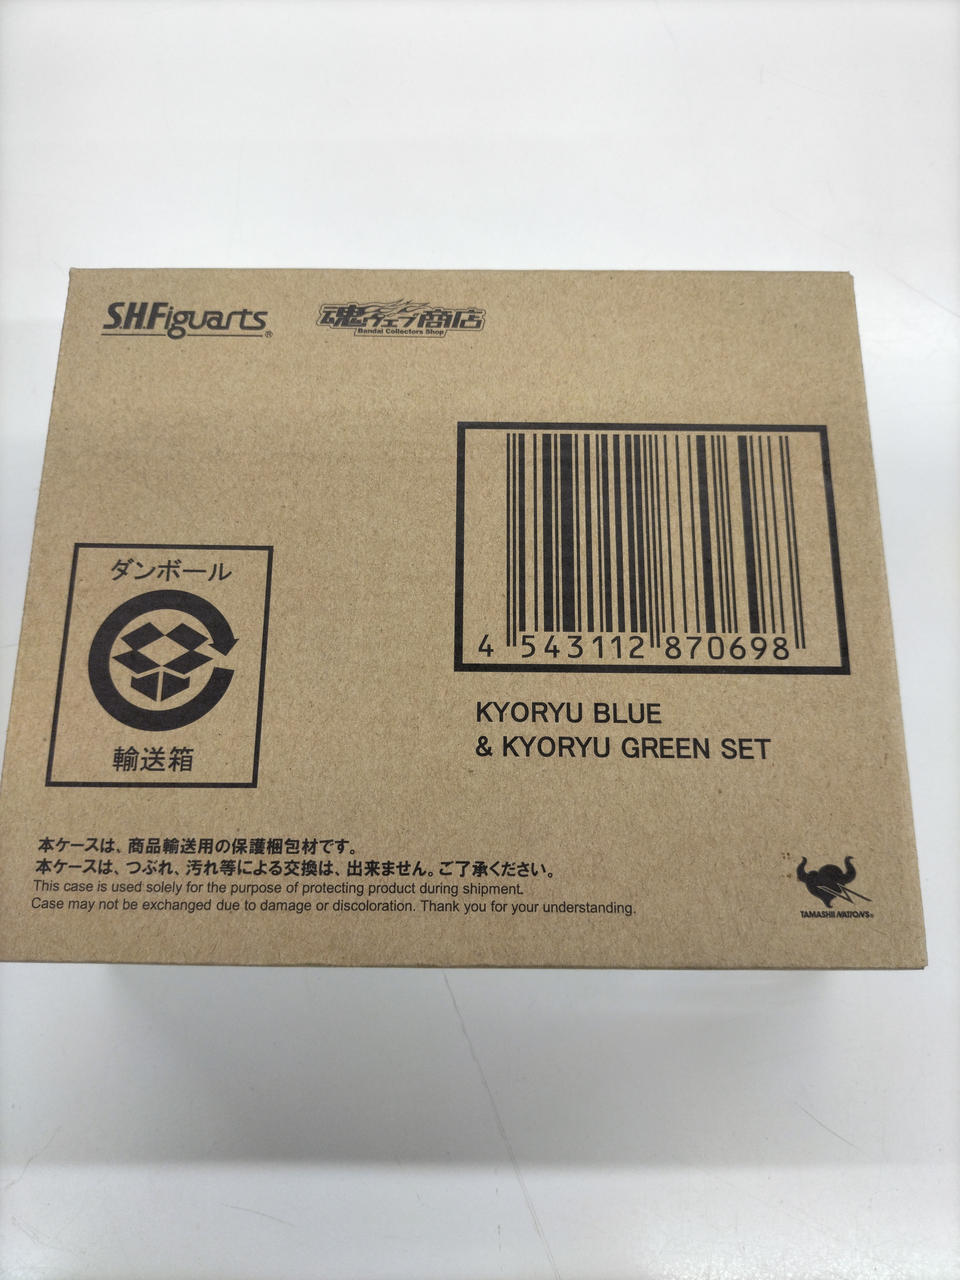 S.H.Figuarts®
魂ウェブ商店
Bandai Collectors Shop
4 543112 870698
KYORYU BLUE
& KYORYU GREEN SET
ダンボール
輸送箱
本ケースは、商品輸送用の保護梱包材です。
本ケースは、つぶれ、汚れ等による交換は、出来ません。ご了承ください。
This case is used solely for the purpose of protecting product during shipment.
Case may not be exchanged due to damage or discoloration. Thank you for your understanding.
TAMASHII NATIONS®